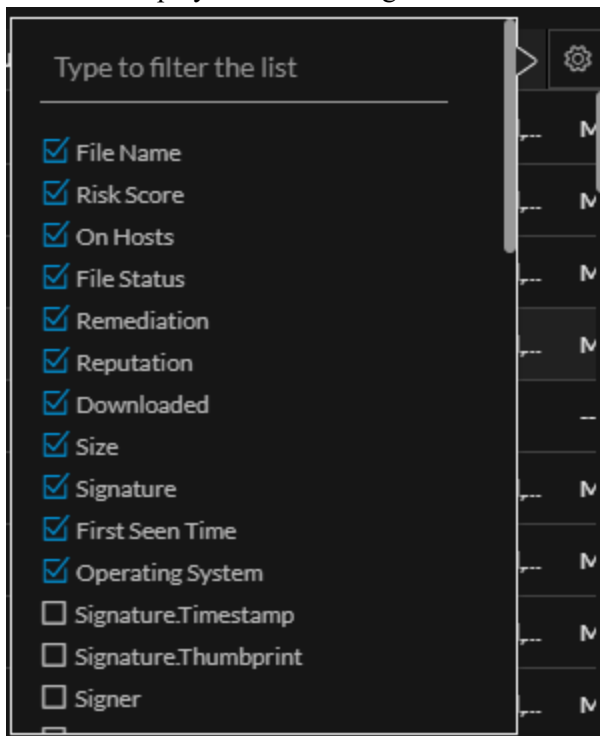 Type to filter the list
File Name
Risk Score
On Hosts
File Status
Remediation
Reputation
Downloaded
Size
Signature
First Seen Time
Operating System
Signature.Timestamp
Signature.Thumbprint
Signer